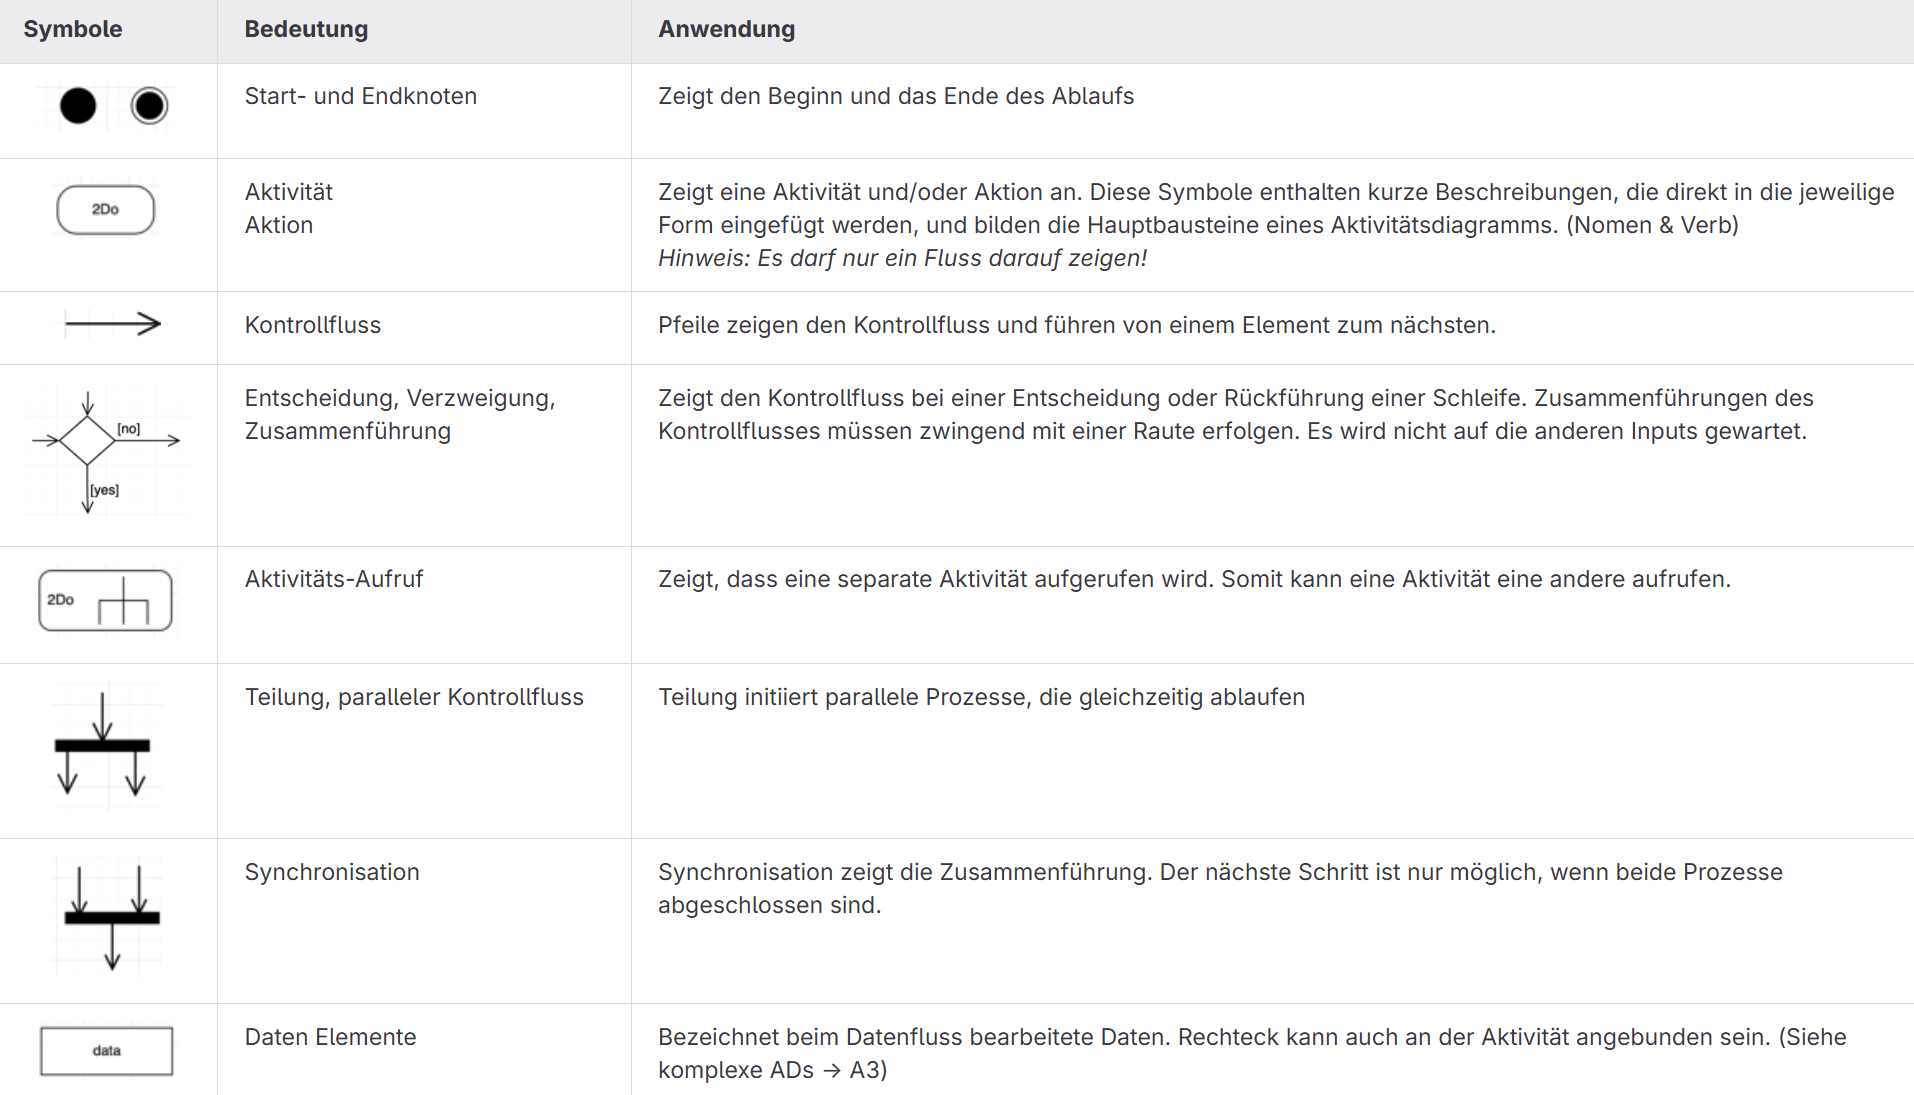 Symbole Bedeutung Anwendung
Start- und Endknoten
Zeigt den Beginn und das Ende des Ablaufs
2Do
Aktivität
Aktion
Zeigt eine Aktivität und/oder Aktion an. Diese Symbole enthalten kurze Beschreibungen, die direkt in die jeweilige
Form eingefügt werden, und bilden die Hauptbausteine eines Aktivitätsdiagramms. (Nomen & Verb)
Hinweis: Es darf nur ein Fluss darauf zeigen!
Kontrollfluss
Pfeile zeigen den Kontrollfluss und führen von einem Element zum nächsten.
[no]
[yes]
Entscheidung, Verzweigung,
Zusammenführung
Zeigt den Kontrollfluss bei einer Entscheidung oder Rückführung einer Schleife. Zusammenführungen des
Kontrollflusses müssen zwingend mit einer Raute erfolgen. Es wird nicht auf die anderen Inputs gewartet.
2Do
Aktivitäts-Aufruf
Zeigt, dass eine separate Aktivität aufgerufen wird. Somit kann eine Aktivität eine andere aufrufen.
Teilung, paralleler Kontrollfluss
Teilung initiiert parallele Prozesse, die gleichzeitig ablaufen
Synchronisation
Synchronisation zeigt die Zusammenführung. Der nächste Schritt ist nur möglich, wenn beide Prozesse
abgeschlossen sind.
data
Daten Elemente
Bezeichnet beim Datenfluss bearbeitete Daten. Rechteck kann auch an der Aktivität angebunden sein. (Siehe
komplexe ADs → A3)